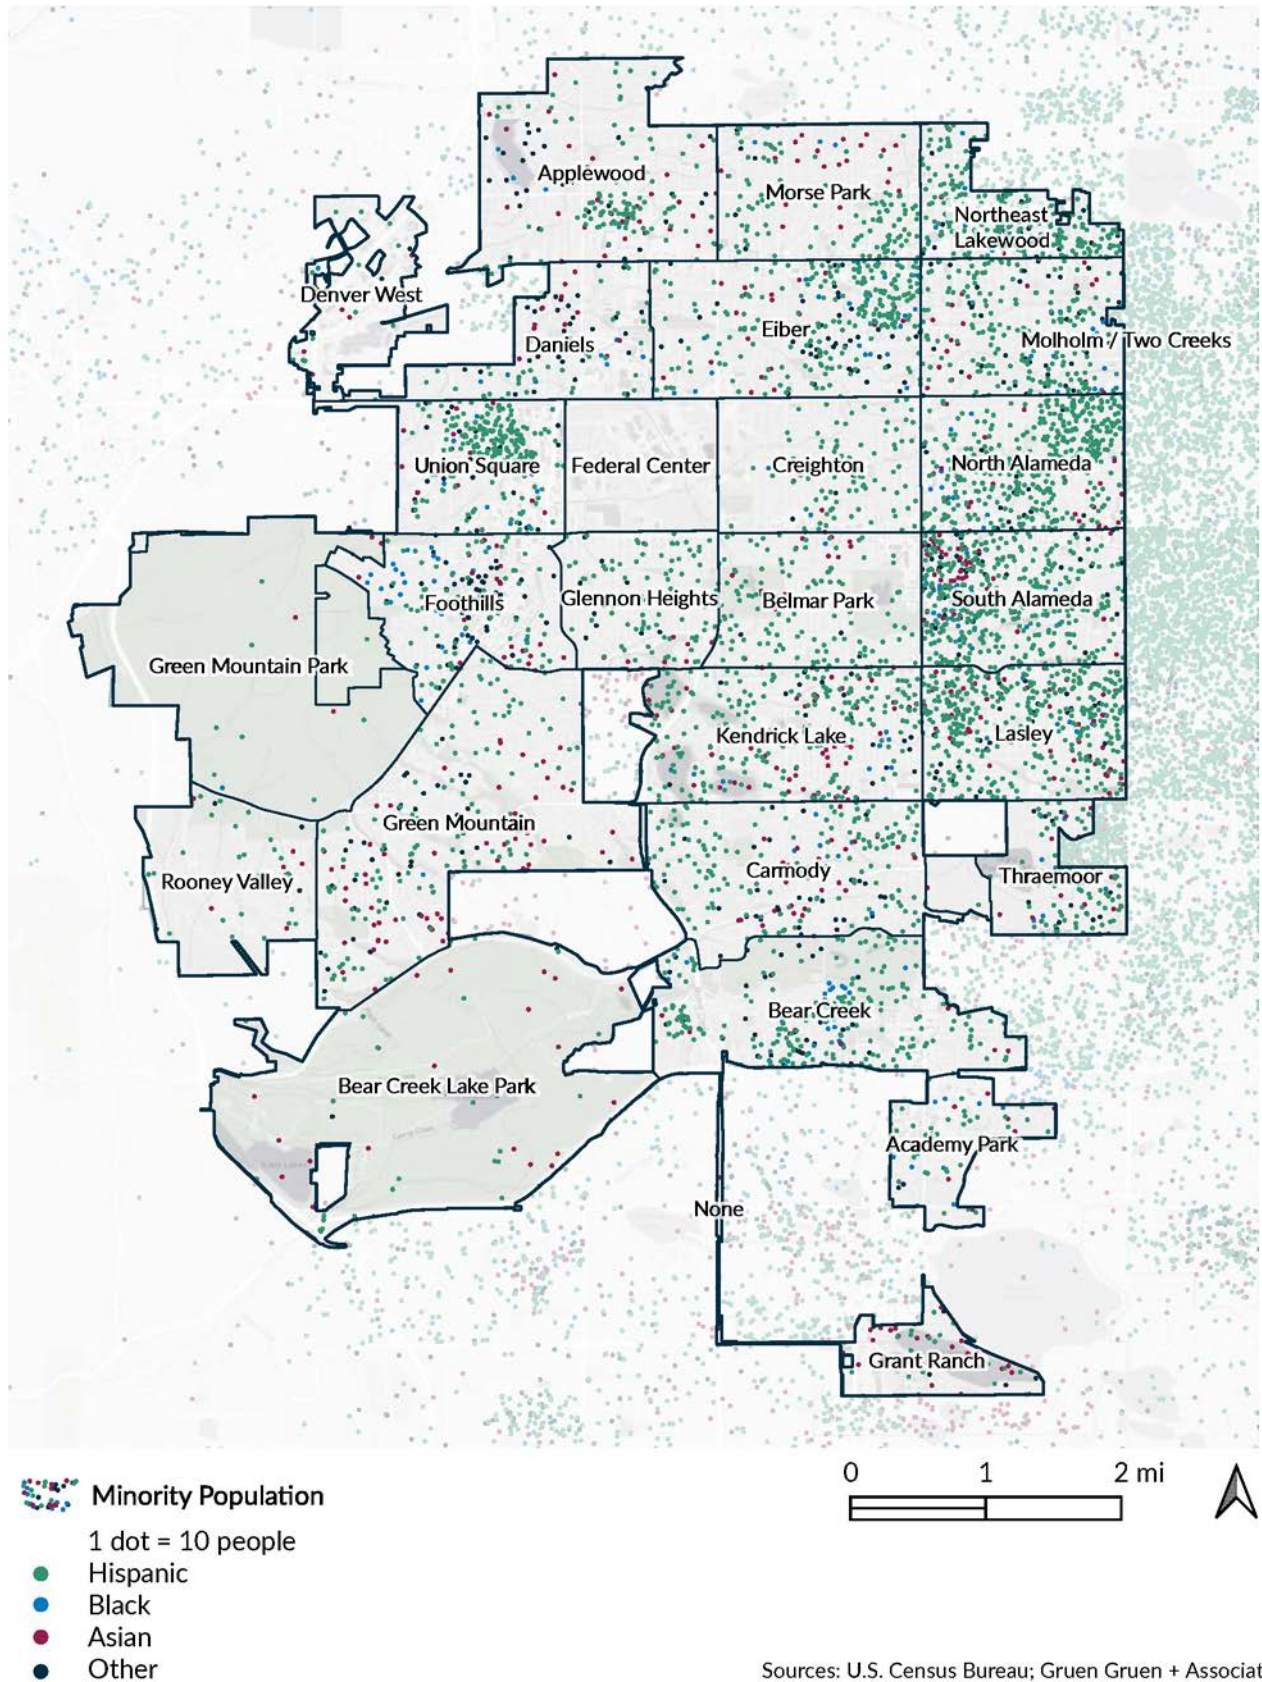 Applewood
Morse Park
Northeast
Lakewood
Denver West
Daniels
Eiber
Molholm / Two Creeks
Union Square
Federal Center
Creighton
North Alameda
Foothills
Glennon Heights
Belmar Park
South Alameda
Green Mountain Park
Kendrick Lake
Lasley
Green Mountain
Rooney Valley
Carmody
Thraemoor
Bear Creek
Bear Creek Lake Park
Academy Park
None
Grant Ranch
0 1 2 mi
Minority Population
1 dot = 10 people
Hispanic
Black
Asian
Other
Sources: U.S. Census Bureau; Gruen Gruen + Associat